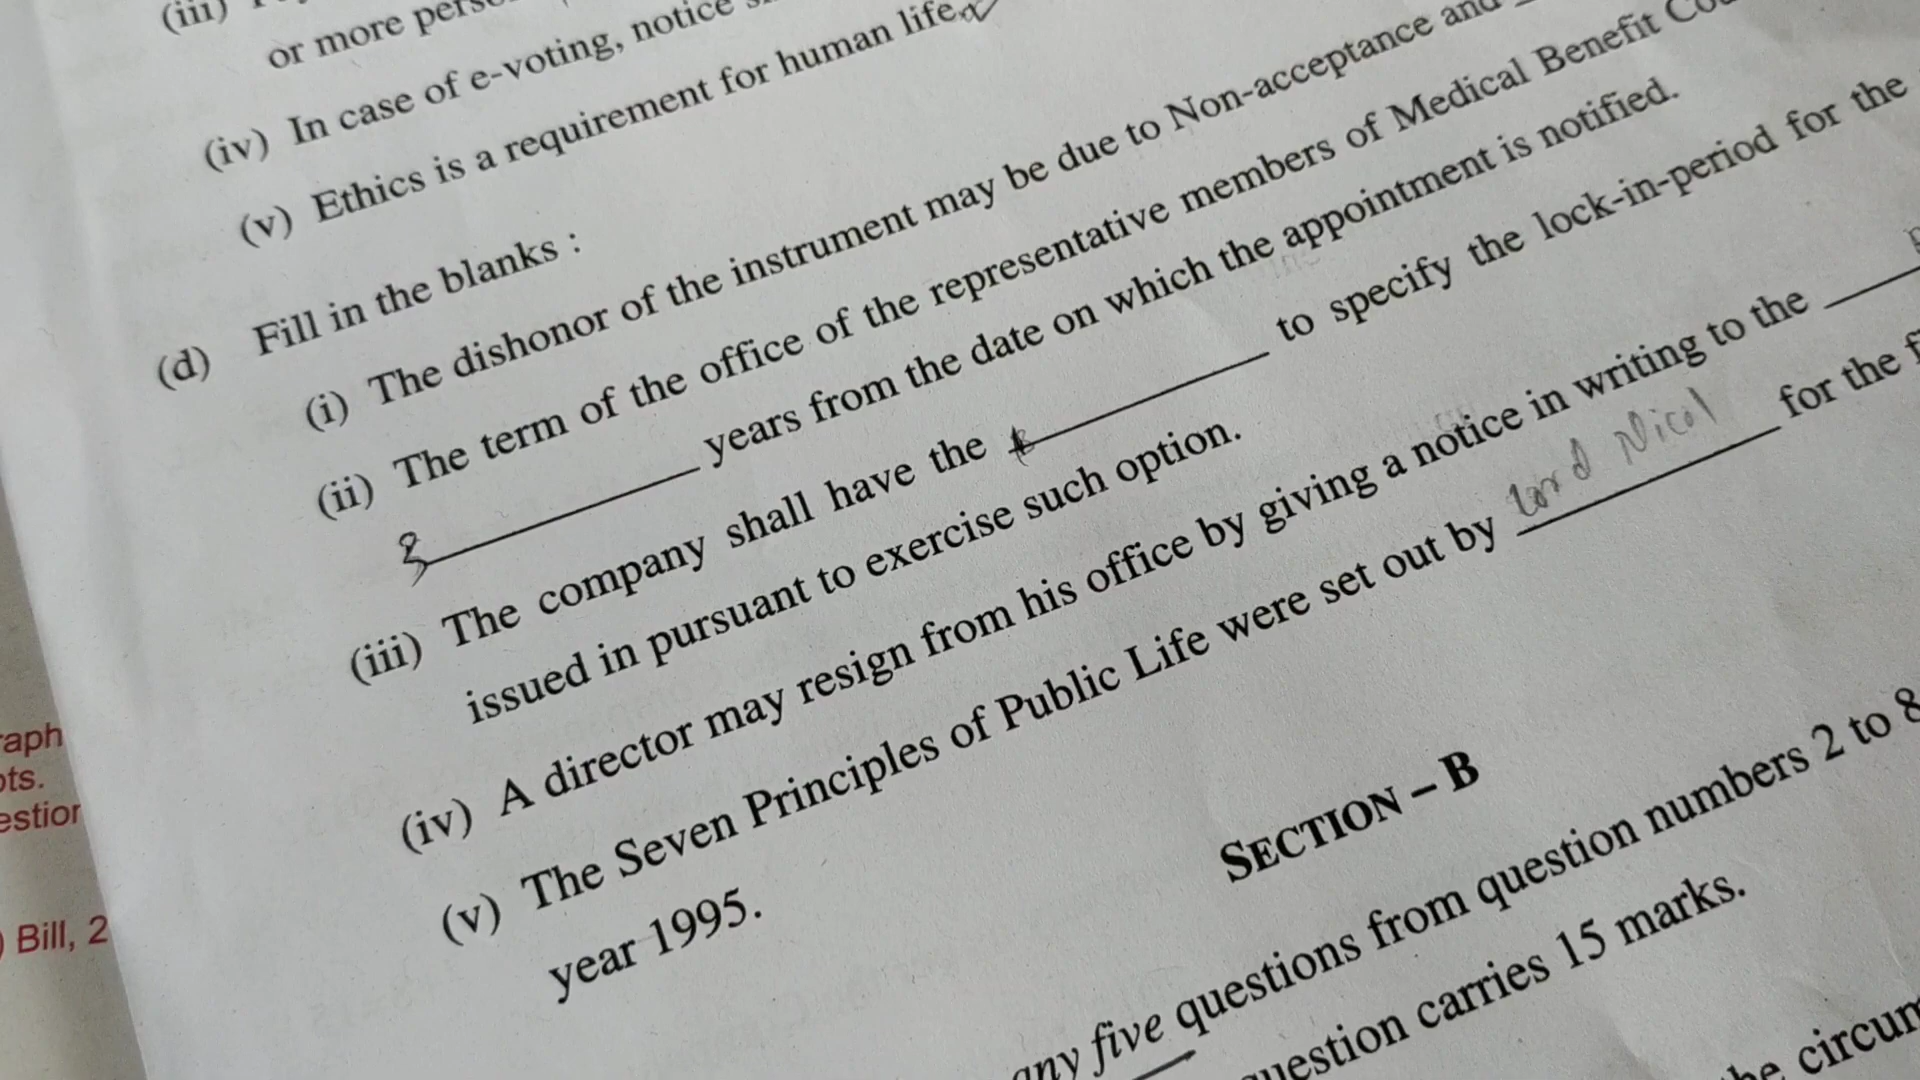 (iii)
or more
(iv) In case of e-voting, notice
(v) Ethics is a requirement for human life.
(d) Fill in the blanks :
(i) The dishonor of the instrument may be due to Non-acceptance and
(ii) The term of the office of the representative members of Medical Benefit
years from the date on which the appointment is notified.
(iii) The company shall have the ________ to specify the lock-in-period for the
issued in pursuant to exercise such option.
(iv) A director may resign from his office by giving a notice in writing to the ________
(v) The Seven Principles of Public Life were set out by Lord Nicol for the
year 1995.
SECTION – B
any five questions from question numbers 2 to 8
question carries 15 marks.
circum
raph
ots.
estion
) Bill, 2